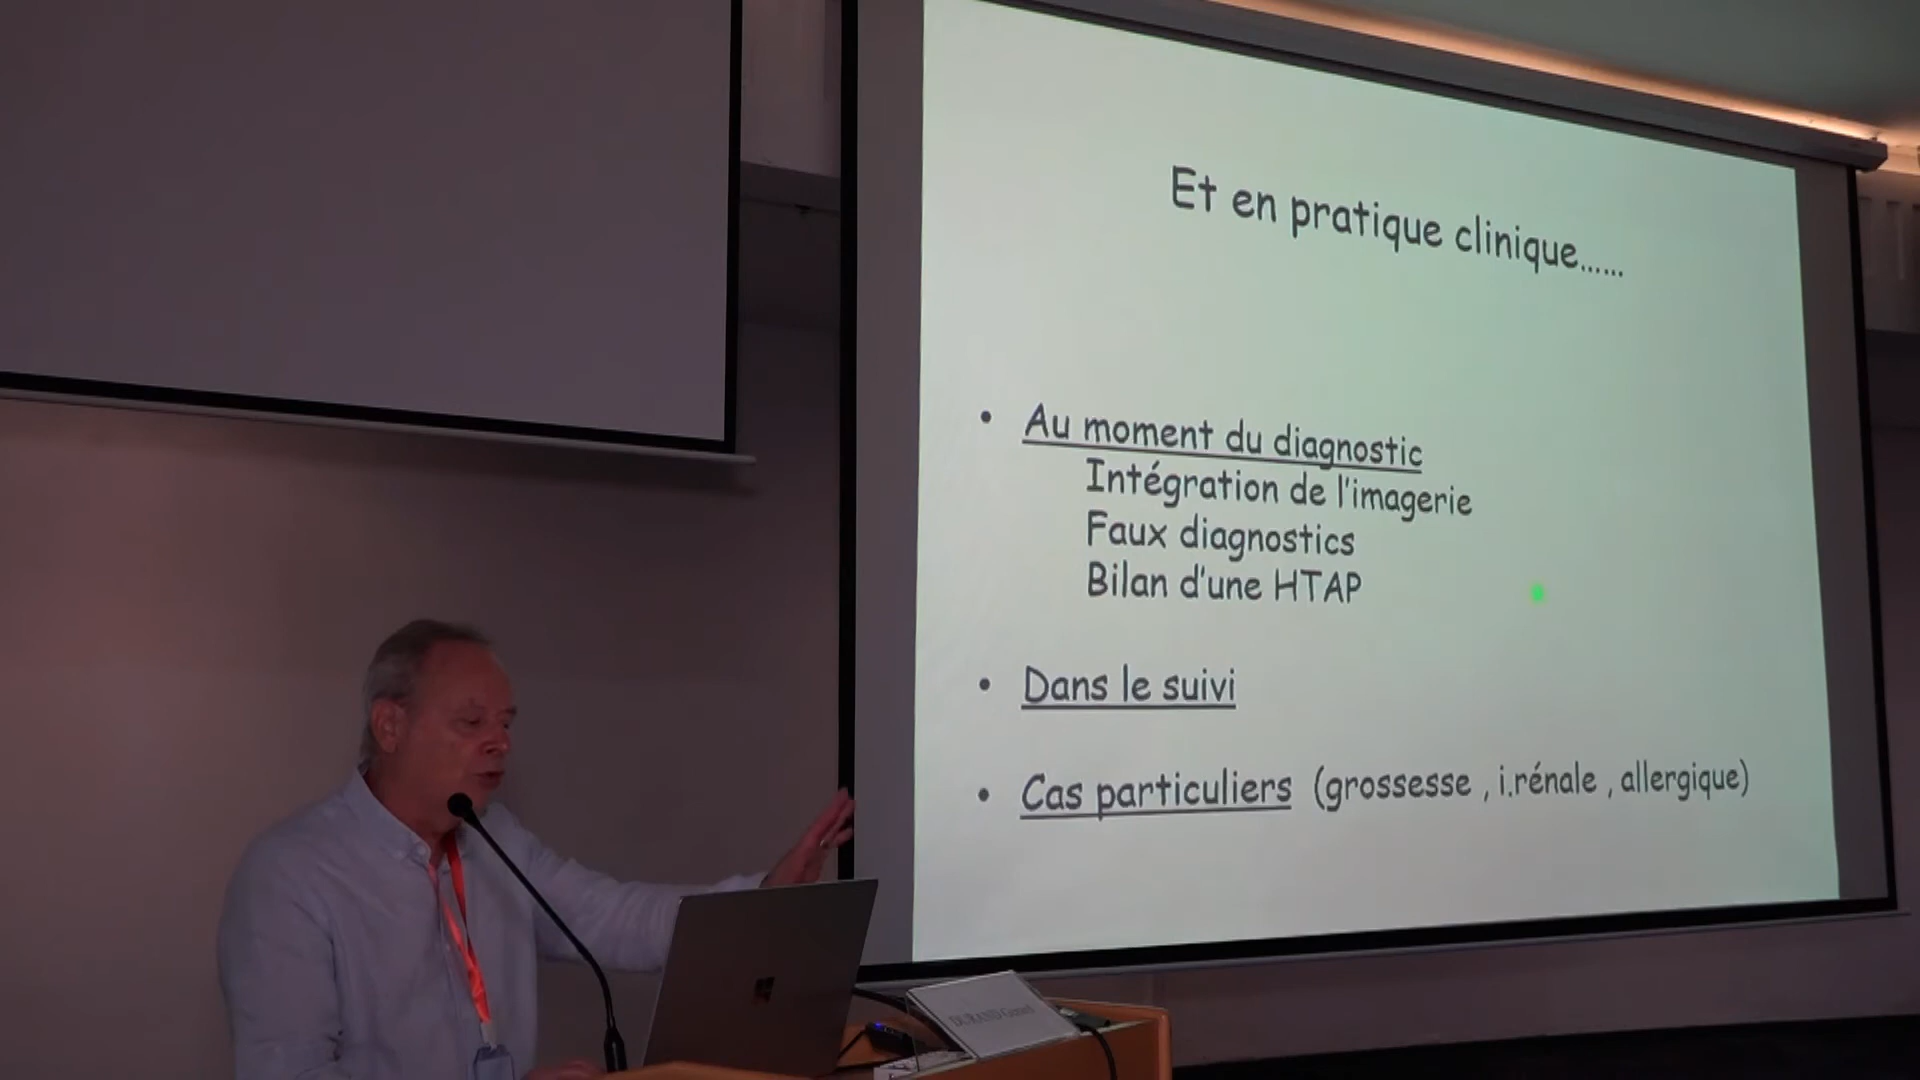 Et en pratique clinique......
• Au moment du diagnostic
Intégration de l'imagerie
Faux diagnostics
Bilan d'une HTAP
• Dans le suivi
• Cas particuliers (grossesse , i.rénale , allergique)
DURAND